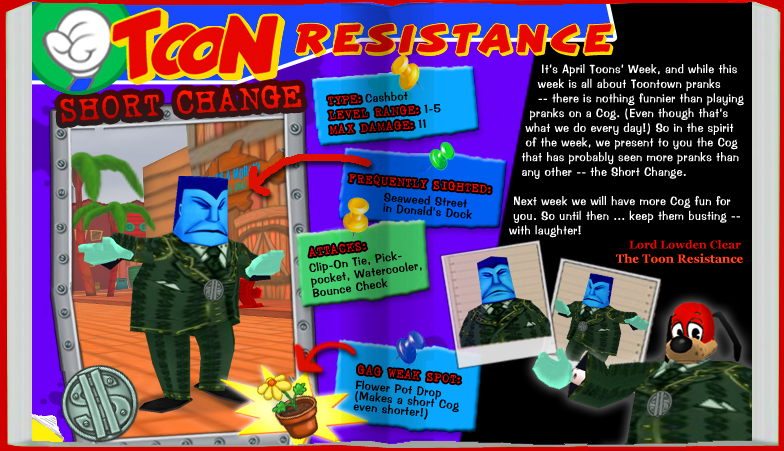 TOON RESISTANCE
SHORT CHANGE
TYPE: Cashbot
LEVEL RANGE: 1-5
MAX DAMAGE: 11
FREQUENTLY SIGHTED:
Seaweed Street
in Donald's Dock
ATTACKS:
Clip-On Tie, Pick-
pocket, Watercooler,
Bounce Check
GAG WEAK SPOT:
Flower Pot Drop
(Makes a short Cog
even shorter!)
It's April Toons' Week, and while this
week is all about Toontown pranks
-- there is nothing funnier than playing
pranks on a Cog. (Even though that's
what we do every day!) So in the spirit
of the week, we present to you the Cog
that has probably seen more pranks than
any other -- the Short Change.
Next week we will have more Cog fun for
you. So until then ... keep them busting --
with laughter!
Lord Lowden Clear
The Toon Resistance